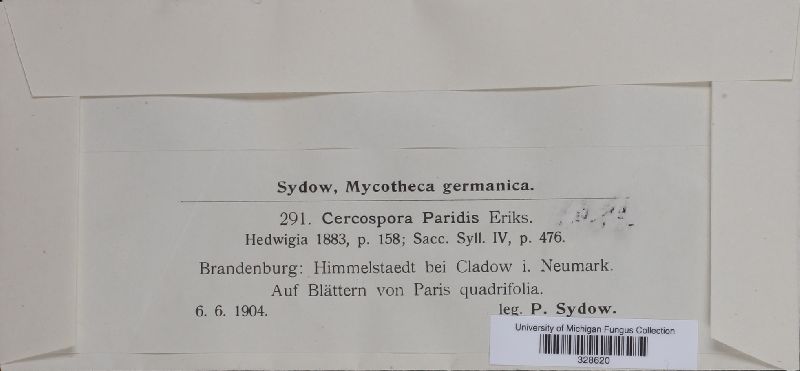 Sydow, Mycotheca germanica.
291. Cercospora Paridis Eriks.
Hedwigia 1883, p. 158; Sacc. Syll. IV, p. 476.
Brandenburg: Himmelstaedt bei Cladow i. Neumark.
Auf Blättern von Paris quadrifolia.
6. 6. 1904. leg. P. Sydow.
University of Michigan Fungus Collection
328620